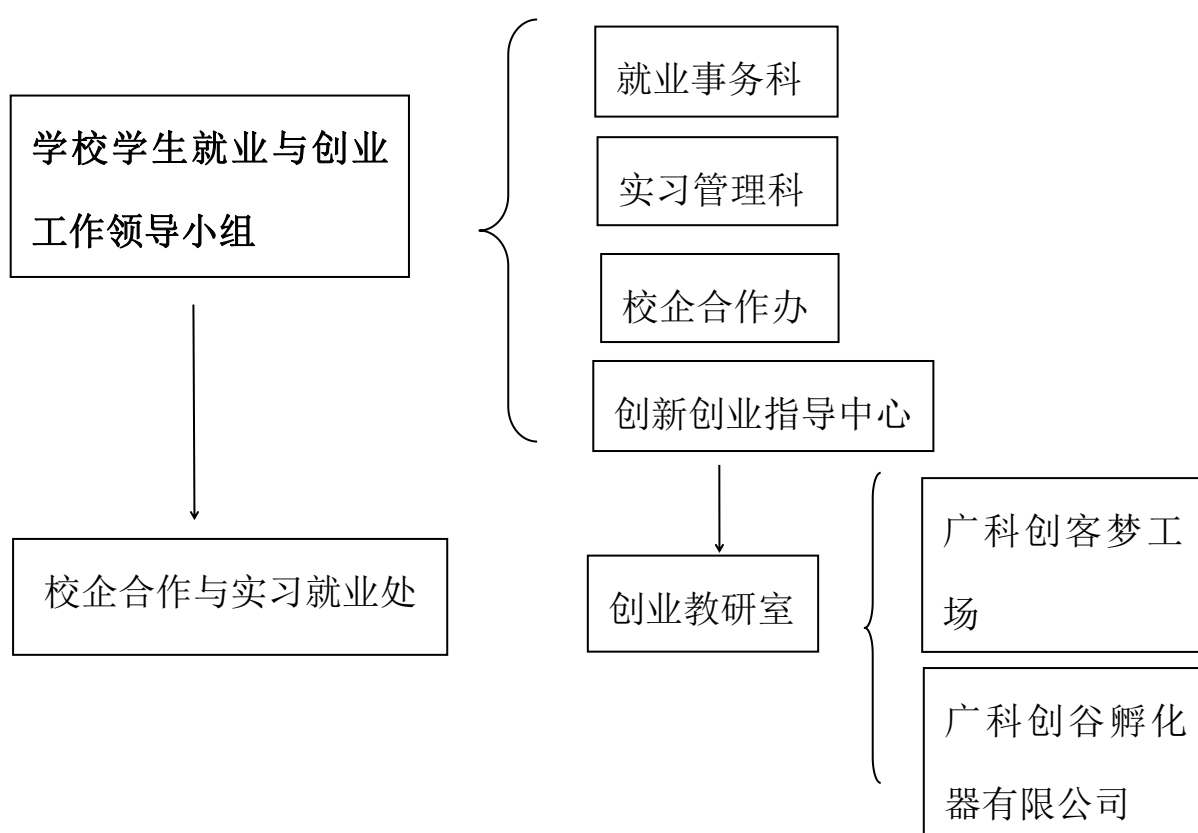 学校学生就业与创业
工作领导小组
校企合作与实习就业处
就业事务科
实习管理科
校企合作办
创新创业指导中心
创业教研室
广科创客梦工
场
广科创谷孵化
器有限公司